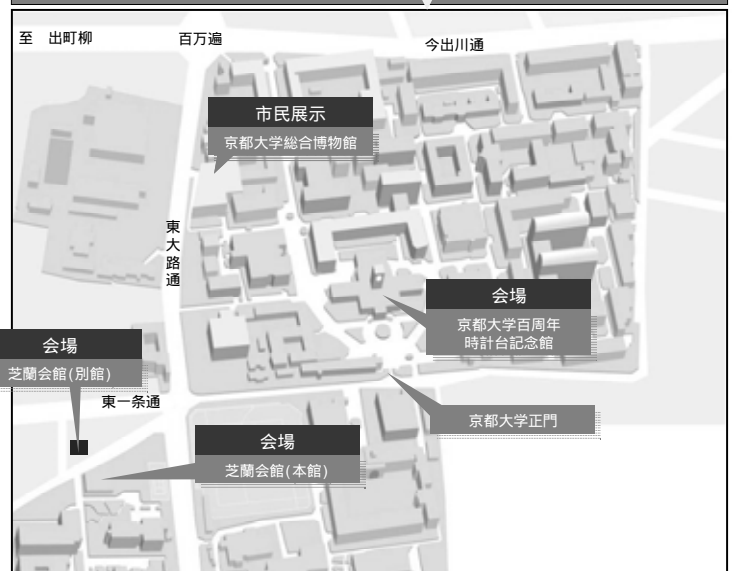 至 出町柳
百万遍
今出川通
市民展示
京都大学総合博物館
東大路通
会場
京都大学百周年
時計台記念館
会場
芝蘭会館(別館)
東一条通
京都大学正門
会場
芝蘭会館(本館)